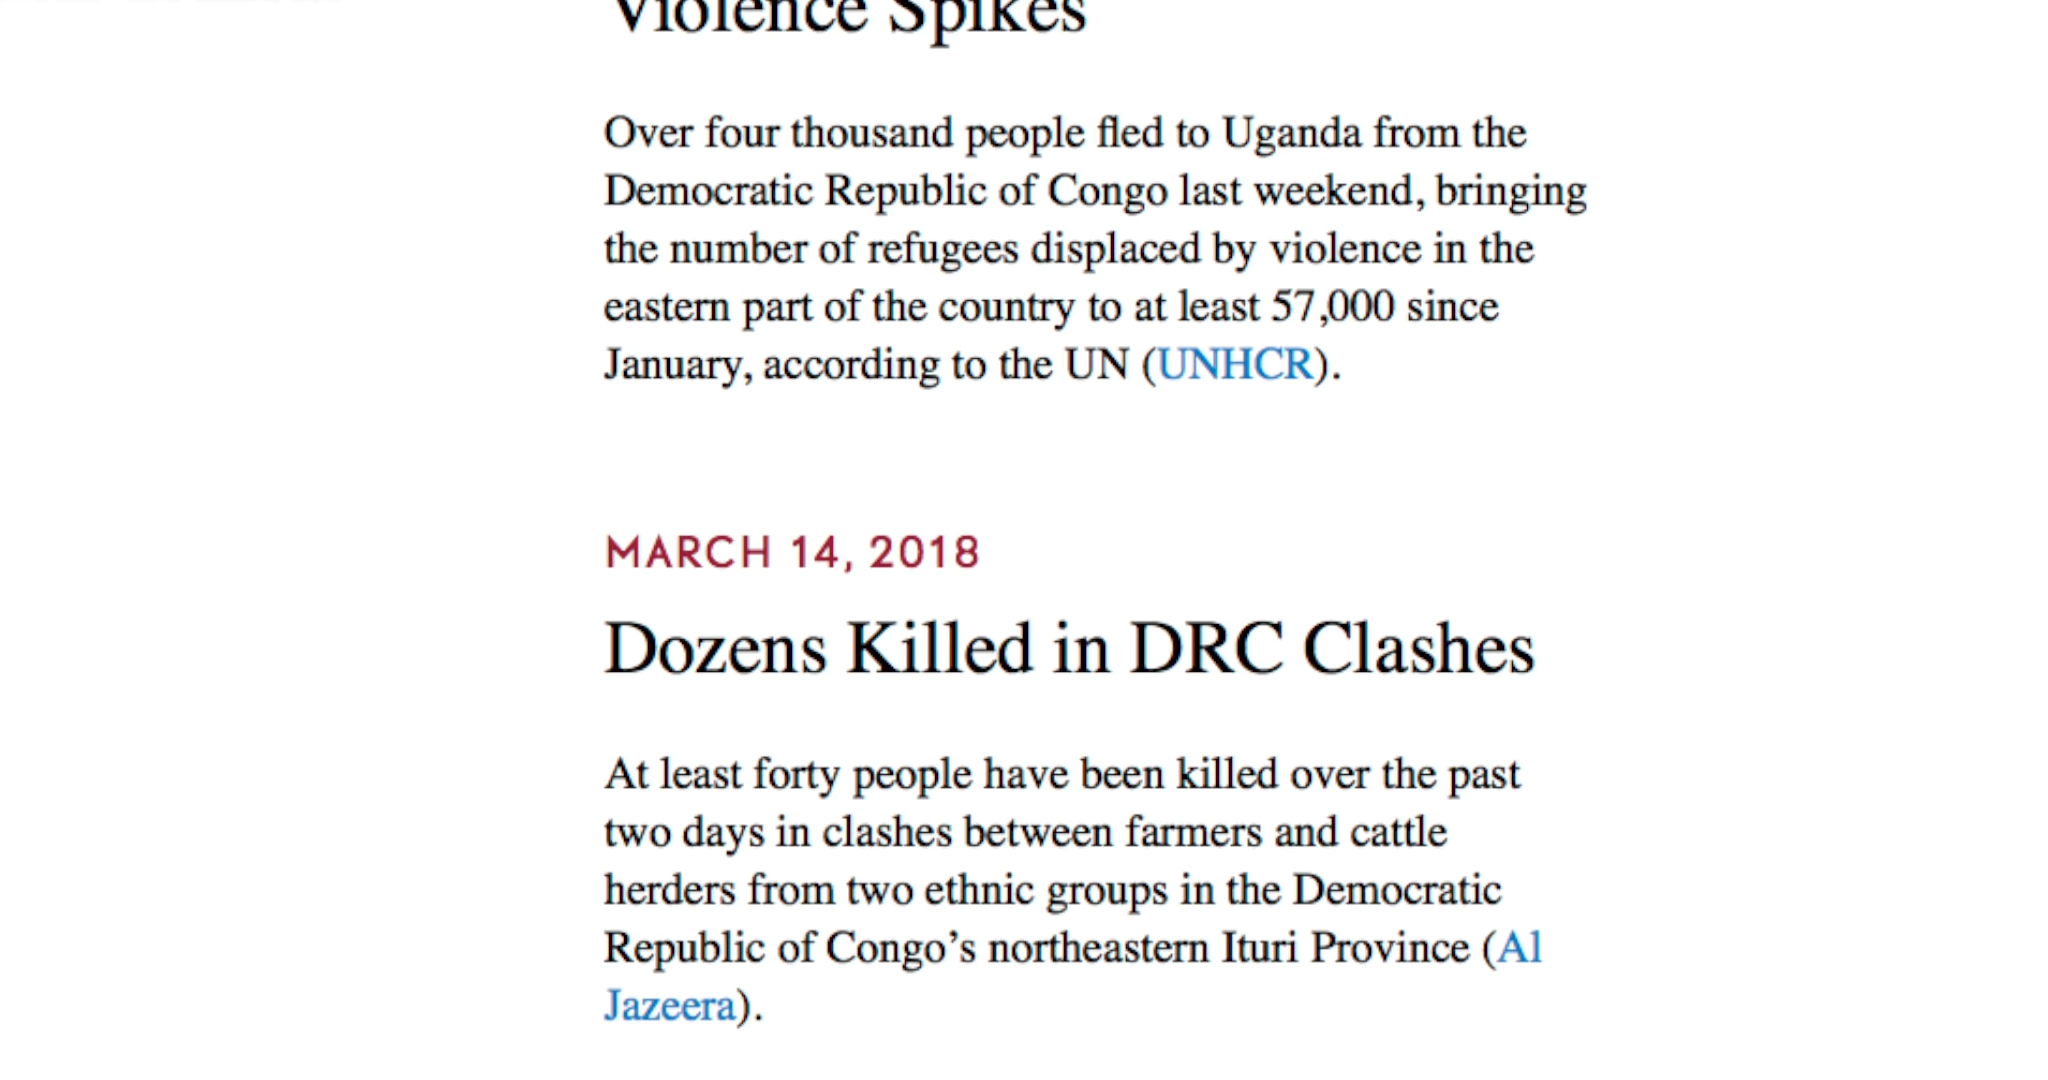 Violence Spikes
Over four thousand people fled to Uganda from the
Democratic Republic of Congo last weekend, bringing
the number of refugees displaced by violence in the
eastern part of the country to at least 57,000 since
January, according to the UN (UNHCR).
MARCH 14, 2018
Dozens Killed in DRC Clashes
At least forty people have been killed over the past
two days in clashes between farmers and cattle
herders from two ethnic groups in the Democratic
Republic of Congo’s northeastern Ituri Province (Al
Jazeera).